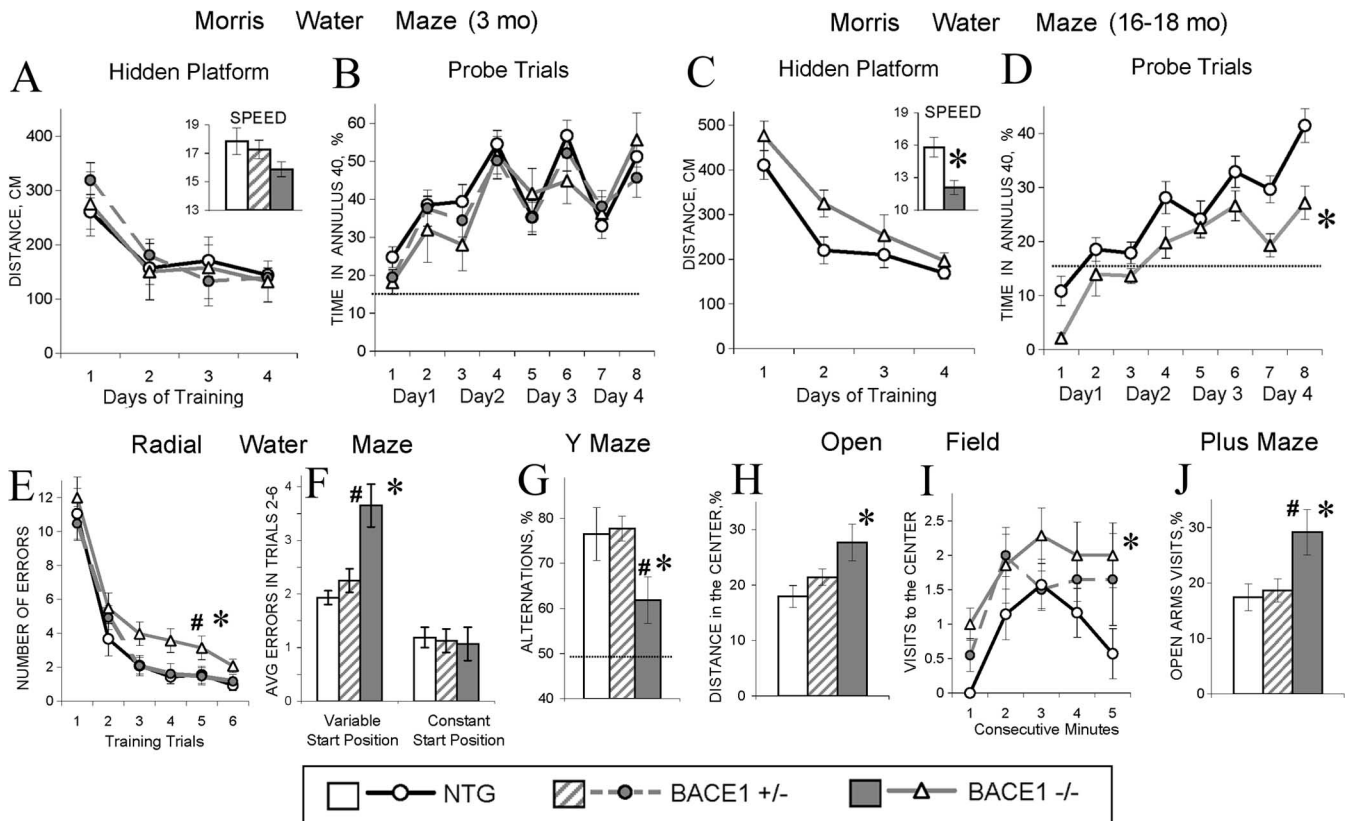 Morris Water Maze (3 mo)
Morris Water Maze (16-18 mo)
A
Hidden Platform
DISTANCE, CM
400
300
200
100
0
SPEED
19
17
15
13
1 2 3 4
Days of Training
B
Probe Trials
TIME IN ANNULUS 40, %
60
50
40
30
20
10
0
1 2 3 4 5 6 7 8
Day1 Day2 Day 3 Day 4
C
Hidden Platform
DISTANCE, CM
500
400
300
200
100
0
SPEED
19
16
13
10
*
1 2 3 4
Days of Training
D
Probe Trials
TIME IN ANNULUS 40, %
40
30
20
10
0
*
1 2 3 4 5 6 7 8
Day1 Day2 Day 3 Day 4
Radial Water Maze
E
NUMBER OF ERRORS
12
10
8
6
4
2
0
# *
1 2 3 4 5 6
Training Trials
F
AVG ERRORS IN TRIALS 2-6
4
3
2
1
0
# *
Variable
Start Position
Constant
Start Position
Y Maze
G
ALTERNATIONS, %
80
70
60
50
40
# *
Open Field
H
DISTANCE in the CENTER,%
30
20
10
0
*
I
VISITS to the CENTER
2.5
2
1.5
1
0.5
0
*
1 2 3 4 5
Consecutive Minutes
Plus Maze
J
OPEN ARMS VISITS,%
30
20
10
0
# *
NTG BACE1 +/- BACE1 -/-